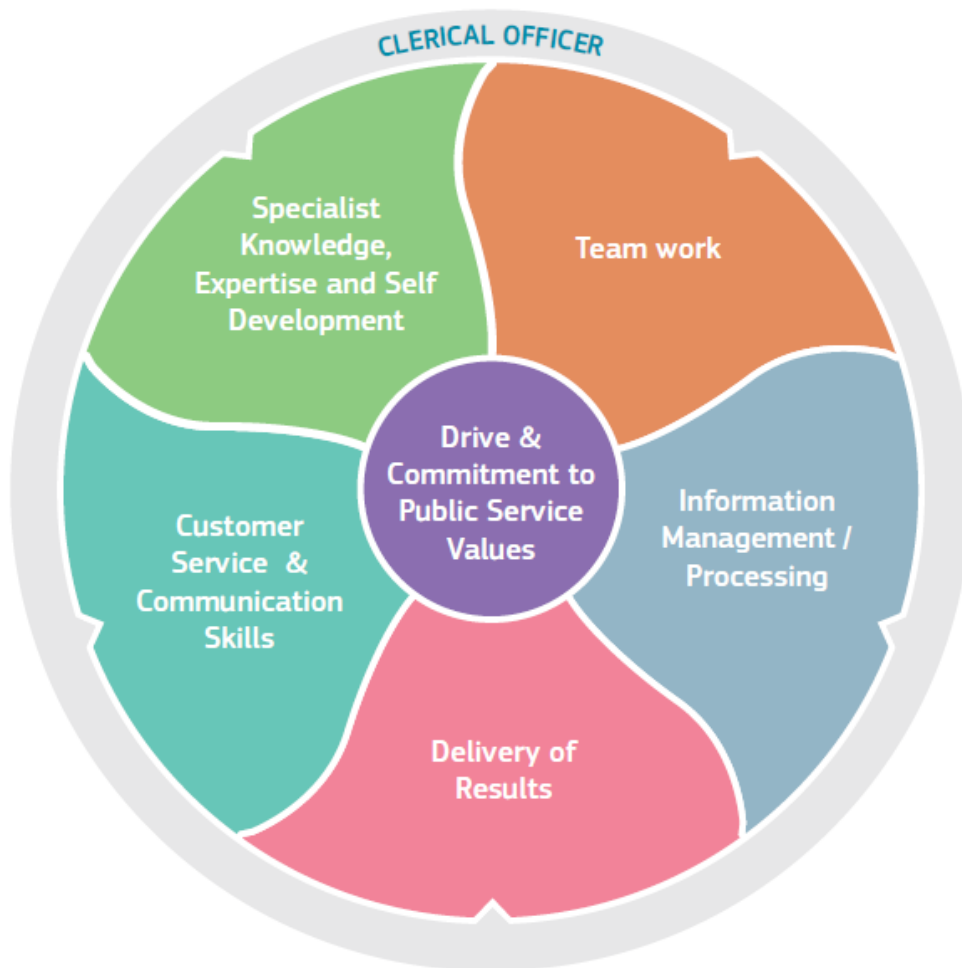 CLERICAL OFFICER
Specialist
Knowledge,
Expertise and Self
Development
Team work
Drive &
Commitment to
Public Service
Values
Information
Management /
Processing
Customer
Service &
Communication
Skills
Delivery of
Results